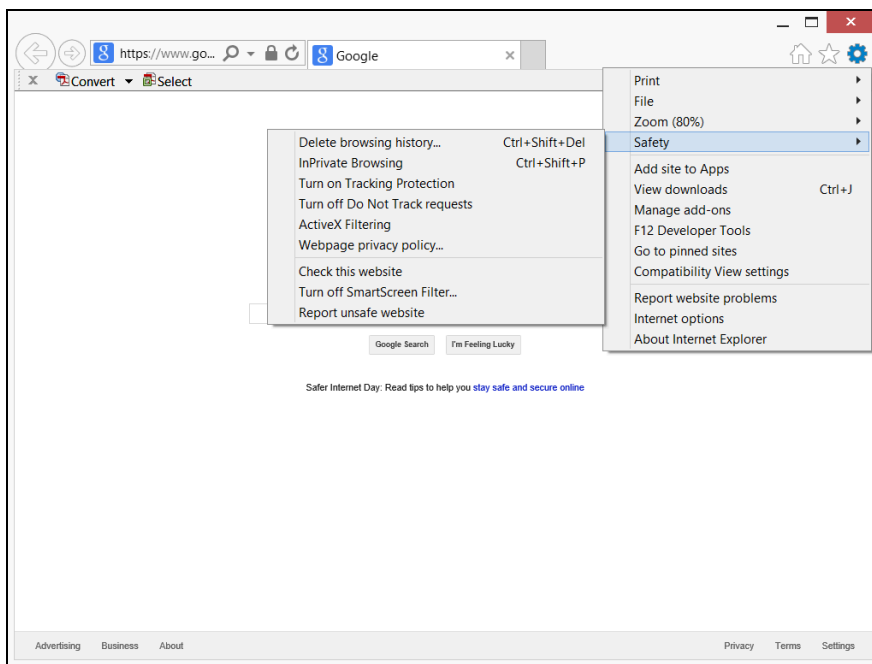 https://www.go...
Google
Convert
Select
Print
File
Zoom (80%)
Safety
Add site to Apps
View downloads Ctrl+J
Manage add-ons
F12 Developer Tools
Go to pinned sites
Compatibility View settings
Report website problems
Internet options
About Internet Explorer
Delete browsing history... Ctrl+Shift+Del
InPrivate Browsing Ctrl+Shift+P
Turn on Tracking Protection
Turn off Do Not Track requests
ActiveX Filtering
Webpage privacy policy...
Check this website
Turn off SmartScreen Filter...
Report unsafe website
Google Search I'm Feeling Lucky
Safer Internet Day: Read tips to help you stay safe and secure online
Advertising Business About Privacy Terms Settings